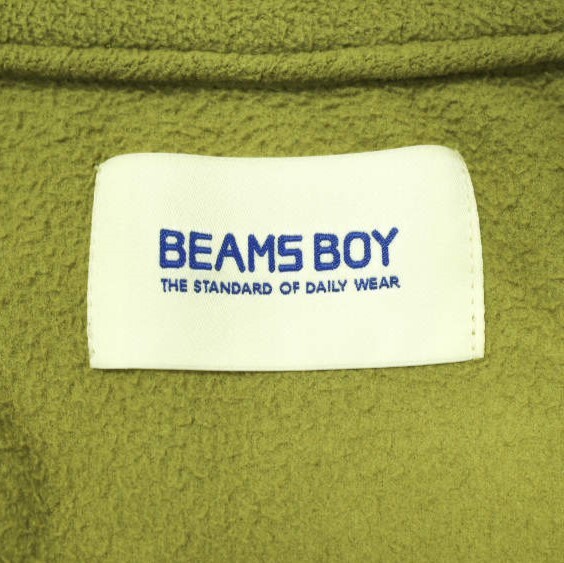 BEAMS BOY
THE STANDARD OF DAILY WEAR